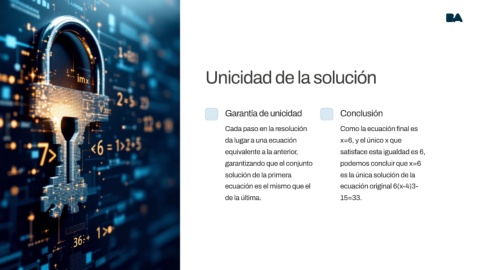 BA
Unicidad de la solución
Garantía de unicidad
Cada paso en la resolución
da lugar a una ecuación
equivalente a la anterior,
garantizando que el conjunto
solución de la primera
ecuación es el mismo que el
de la última.
Conclusión
Como la ecuación final es
x=6, y el único x que
satisface esta igualdad es 6,
podemos concluir que x=6
es la única solución de la
ecuación original 6(x-4)3-
15=33.